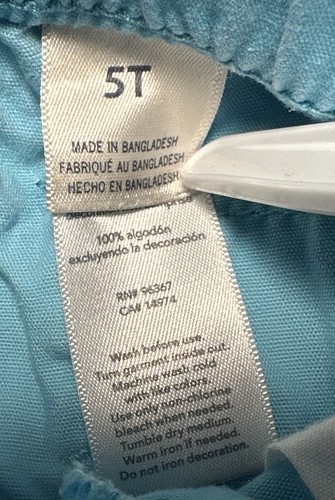 5T
MADE IN BANGLADESH
FABRIQUÉ AU BANGLADESH
HECHO EN BANGLADESH
100% algodón
excluyendo la decoración
RN# 96367
CA# 14974
Wash before use
Turn garment inside out.
Machine wash cold
with like colors.
Use only non-chlorine
bleach when needed.
Tumble dry medium.
Warm iron if needed.
Do not iron decoration.